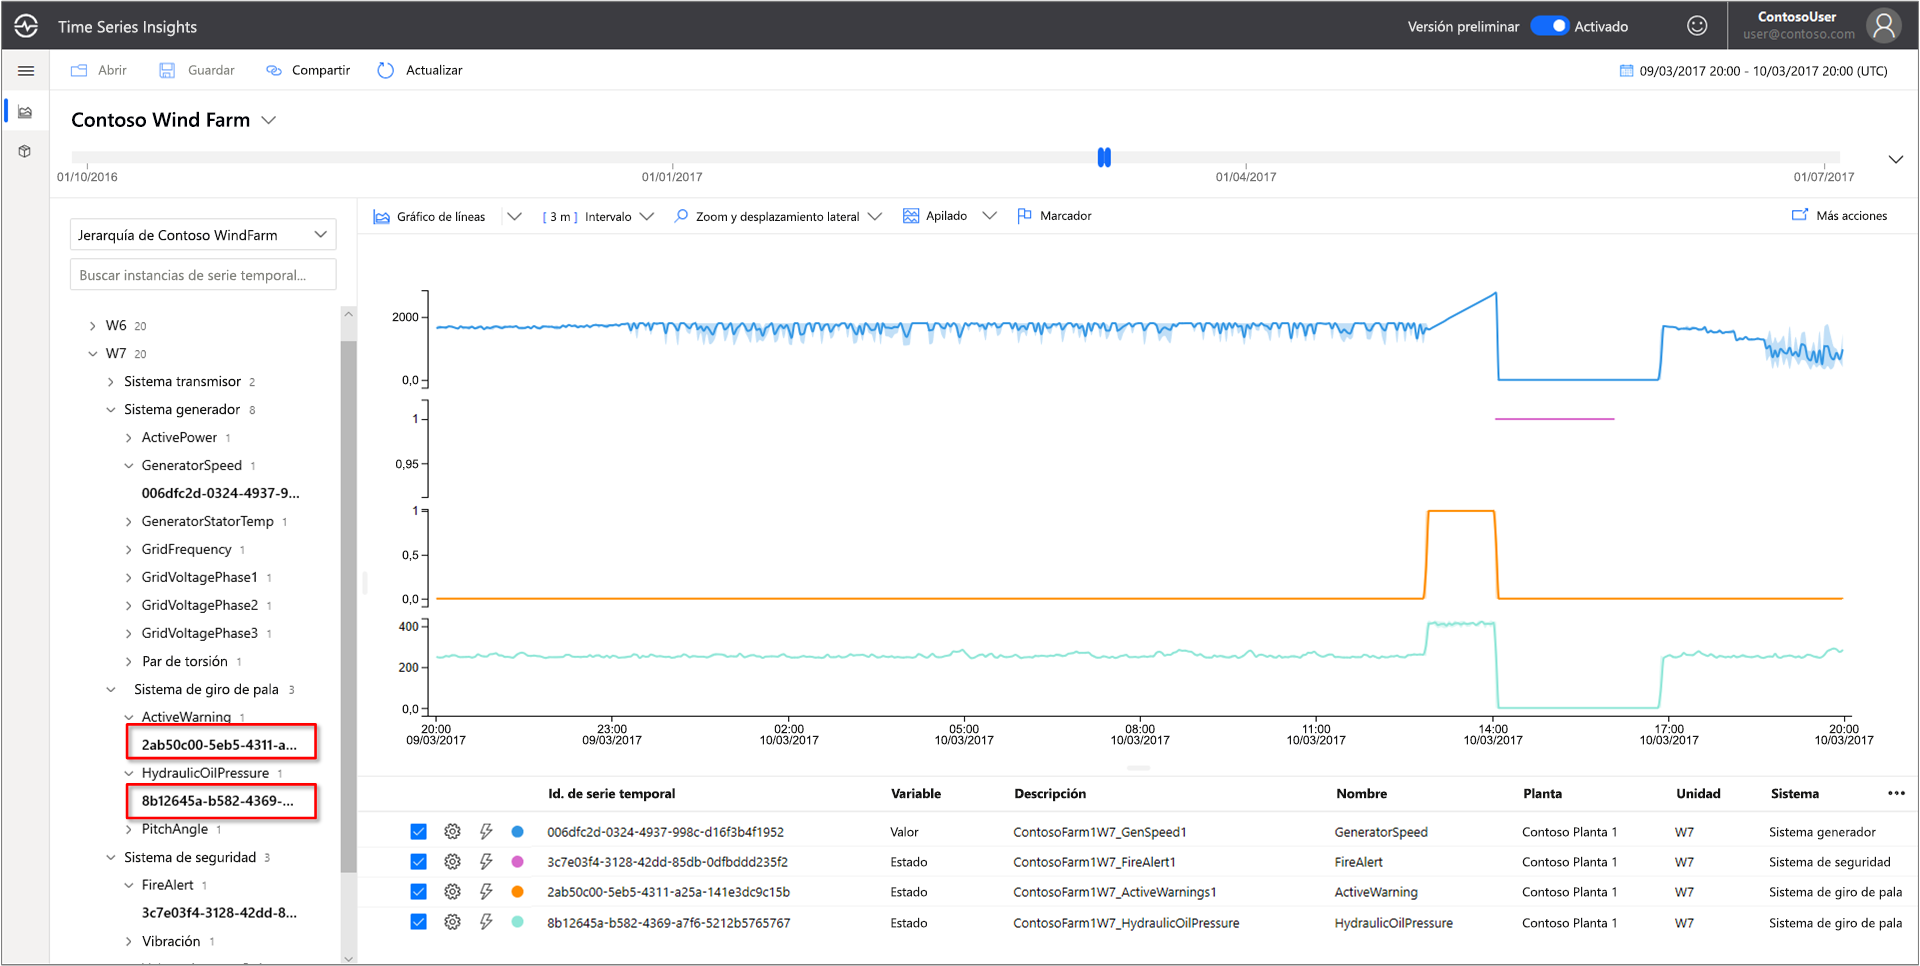 Time Series Insights
Versión preliminar Activado
ContosoUser
user@contoso.com
Abrir Guardar Compartir Actualizar
09/03/2017 20:00 - 10/03/2017 20:00 (UTC)
Contoso Wind Farm
01/10/2016 01/01/2017 01/04/2017 01/07/2017
Jerarquía de Contoso WindFarm
Buscar instancias de serie temporal...
W6 20
W7 20
Sistema transmisor 2
Sistema generador 8
ActivePower 1
GeneratorSpeed 1
006dfc2d-0324-4937-9...
GeneratorStatorTemp 1
GridFrequency 1
GridVoltagePhase1 1
GridVoltagePhase2 1
GridVoltagePhase3 1
Par de torsión 1
Sistema de giro de pala 3
ActiveWarning 1
2ab50c00-5eb5-4311-a...
HydraulicOilPressure 1
8b12645a-b582-4369-...
PitchAngle 1
Sistema de seguridad 3
FireAlert 1
3c7e03f4-3128-42dd-8...
Vibración 1
Gráfico de líneas [ 3 m ] Intervalo Zoom y desplazamiento lateral Apilado Marcador Más acciones
2000
0,0
1
0,95
1
0,5
0,0
400
200
0,0
20:00 23:00 02:00 05:00 08:00 11:00 14:00 17:00 20:00
09/03/2017 09/03/2017 10/03/2017 10/03/2017 10/03/2017 10/03/2017 10/03/2017 10/03/2017 10/03/2017
Id. de serie temporal Variable Descripción Nombre Planta Unidad Sistema
006dfc2d-0324-4937-998c-d16f3b4f1952 Valor ContosoFarm1W7_GenSpeed1 GeneratorSpeed Contoso Planta 1 W7 Sistema generador
3c7e03f4-3128-42dd-85db-0dfbddd235f2 Estado ContosoFarm1W7_FireAlert1 FireAlert Contoso Planta 1 W7 Sistema de seguridad
2ab50c00-5eb5-4311-a25a-141e3dc9c15b Estado ContosoFarm1W7_ActiveWarnings1 ActiveWarning Contoso Planta 1 W7 Sistema de giro de pala
8b12645a-b582-4369-a7f6-5212b5765767 Estado ContosoFarm1W7_HydraulicOilPressure HydraulicOilPressure Contoso Planta 1 W7 Sistema de giro de pala